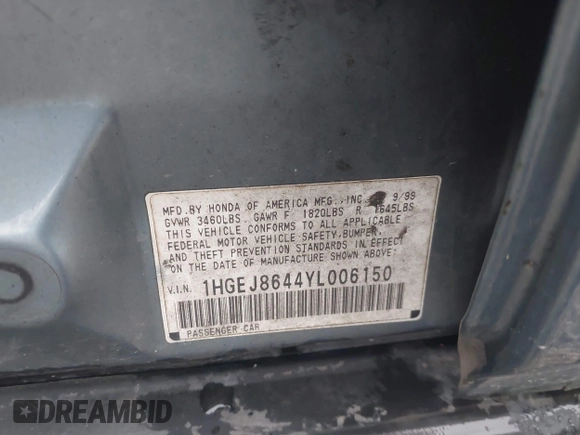 MFD. BY HONDA OF AMERICA MFG., INC. 9/99
GVWR 3460LBS. GAWR F 1820LBS R 1645LBS
THIS VEHICLE CONFORMS TO ALL APPLICABLE
FEDERAL MOTOR VEHICLE SAFETY, BUMPER,
AND THEFT PREVENTION STANDARDS IN EFFECT
ON THE DATE OF MANUFACTURE SHOWN ABOVE.
V.I.N. 1HGEJ8644YL006150
PASSENGER CAR
DREAMBID